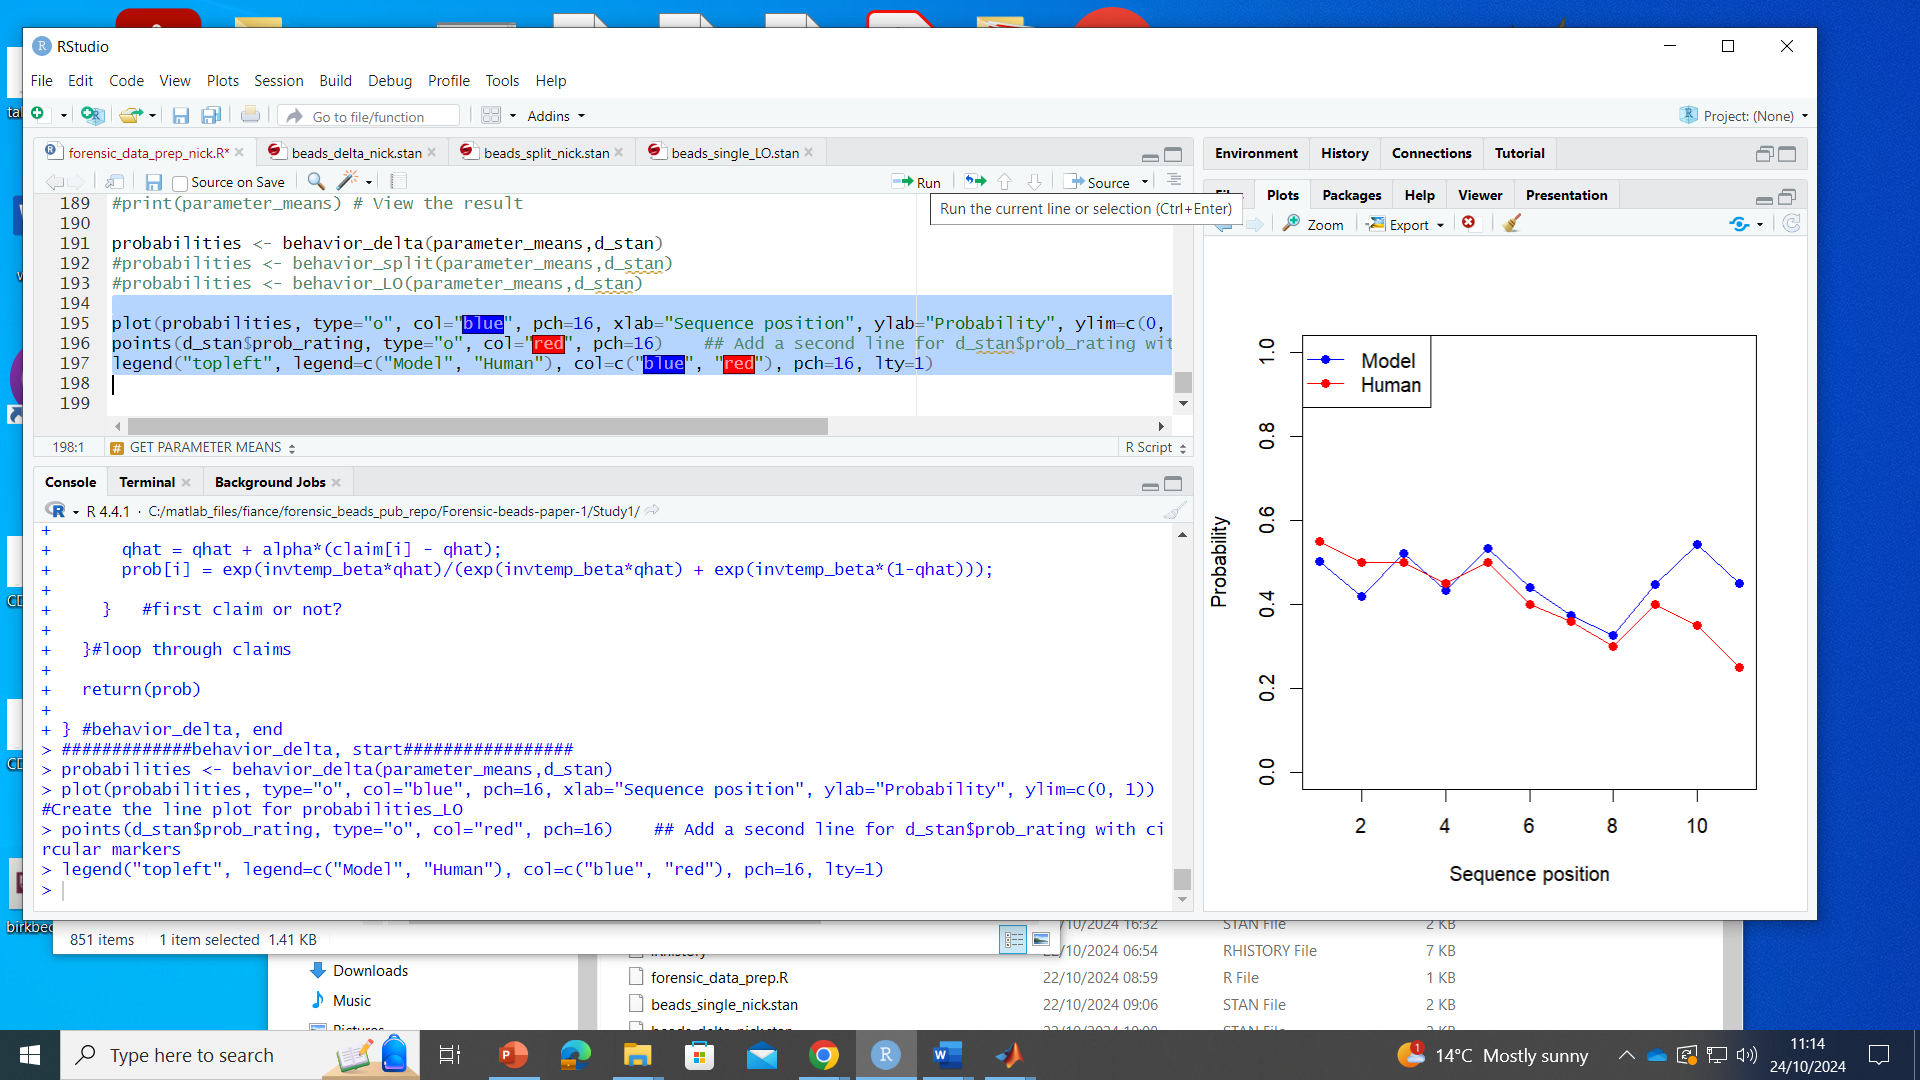 RStudio
File Edit Code View Plots Session Build Debug Profile Tools Help
Go to file/function Addins Project: (None)
forensic_data_prep_nick.R* beads_delta_nick.stan beads_split_nick.stan beads_single_LO.stan
Environment History Connections Tutorial
Source on Save Run Source
Run the current line or selection (Ctrl+Enter)
Plots Packages Help Viewer Presentation
Zoom Export
189 #print(parameter_means) # View the result
190
191 probabilities <- behavior_delta(parameter_means,d_stan)
192 #probabilities <- behavior_split(parameter_means,d_stan)
193 #probabilities <- behavior_LO(parameter_means,d_stan)
194
195 plot(probabilities, type="o", col="blue", pch=16, xlab="Sequence position", ylab="Probability", ylim=c(0,
196 points(d_stan$prob_rating, type="o", col="red", pch=16)    ## Add a second line for d_stan$prob_rating wit
197 legend("topleft", legend=c("Model", "Human"), col=c("blue", "red"), pch=16, lty=1)
198
199
198:1 # GET PARAMETER MEANS R Script
Console Terminal Background Jobs
R 4.4.1 · C:/matlab_files/fiance/forensic_beads_pub_repo/Forensic-beads-paper-1/Study1/
+
+       qhat = qhat + alpha*(claim[i] - qhat);
+       prob[i] = exp(invtemp_beta*qhat)/(exp(invtemp_beta*qhat) + exp(invtemp_beta*(1-qhat)));
+
+     }   #first claim or not?
+
+   }#loop through claims
+
+   return(prob)
+
+ } #behavior_delta, end
> #############behavior_delta, start#################
> probabilities <- behavior_delta(parameter_means,d_stan)
> plot(probabilities, type="o", col="blue", pch=16, xlab="Sequence position", ylab="Probability", ylim=c(0, 1))
#Create the line plot for probabilities_LO
> points(d_stan$prob_rating, type="o", col="red", pch=16)    ## Add a second line for d_stan$prob_rating with ci
rcular markers
> legend("topleft", legend=c("Model", "Human"), col=c("blue", "red"), pch=16, lty=1)
>
Model
Human
Probability
1.0
0.8
0.6
0.4
0.2
0.0
2 4 6 8 10
Sequence position
851 items 1 item selected 1.41 KB
/10/2024 16:32 STAN File 2 KB
22/10/2024 06:54 RHISTORY File 7 KB
forensic_data_prep.R 22/10/2024 08:59 R File 1 KB
beads_single_nick.stan 22/10/2024 09:06 STAN File 2 KB
Downloads
Music
Pictures
birkbec
Type here to search
14°C Mostly sunny
11:14
24/10/2024